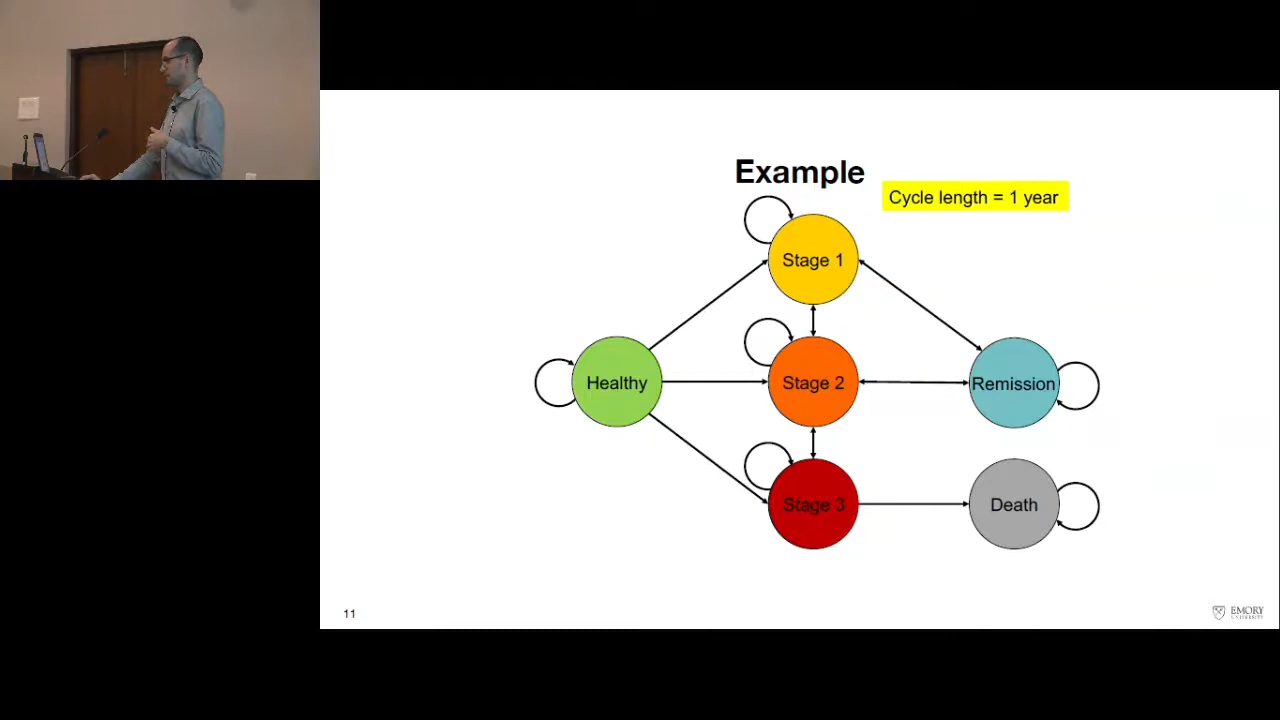 Example
Cycle length = 1 year
Stage 1
Healthy
Stage 2
Remission
Stage 3
Death
11
EMORY
UNIVERSITY